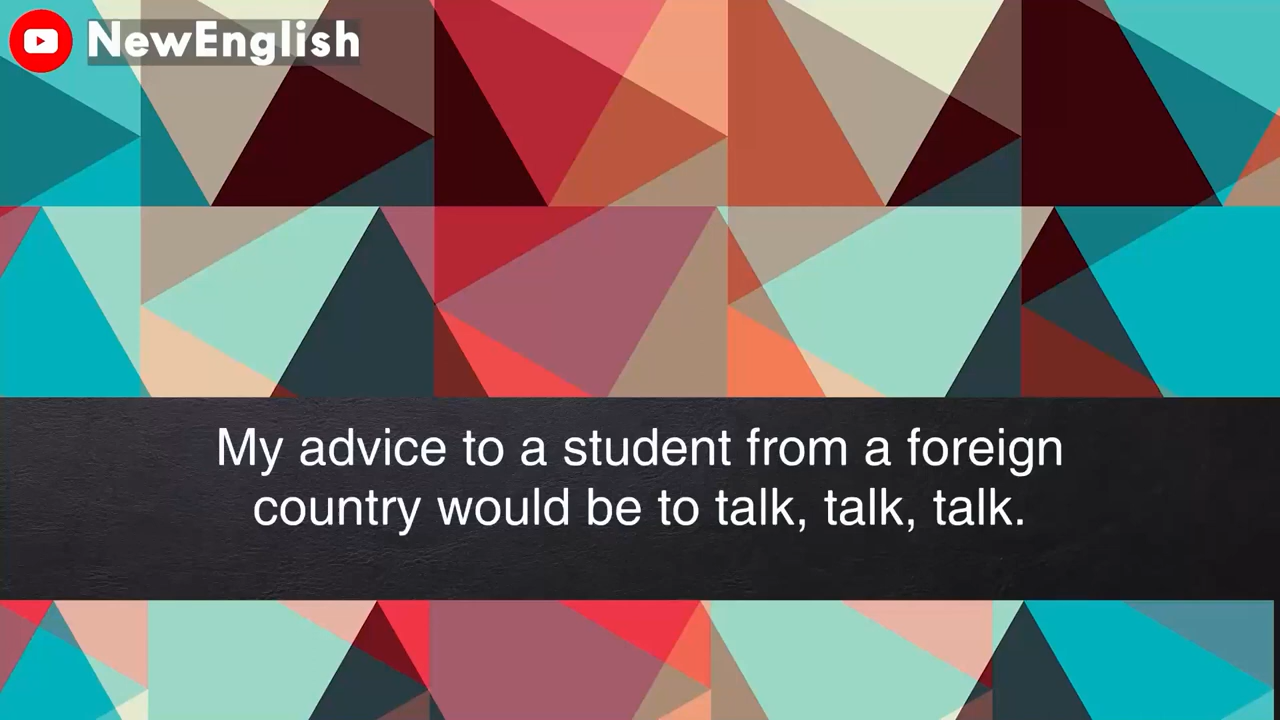 NewEnglish
My advice to a student from a foreign
country would be to talk, talk, talk.